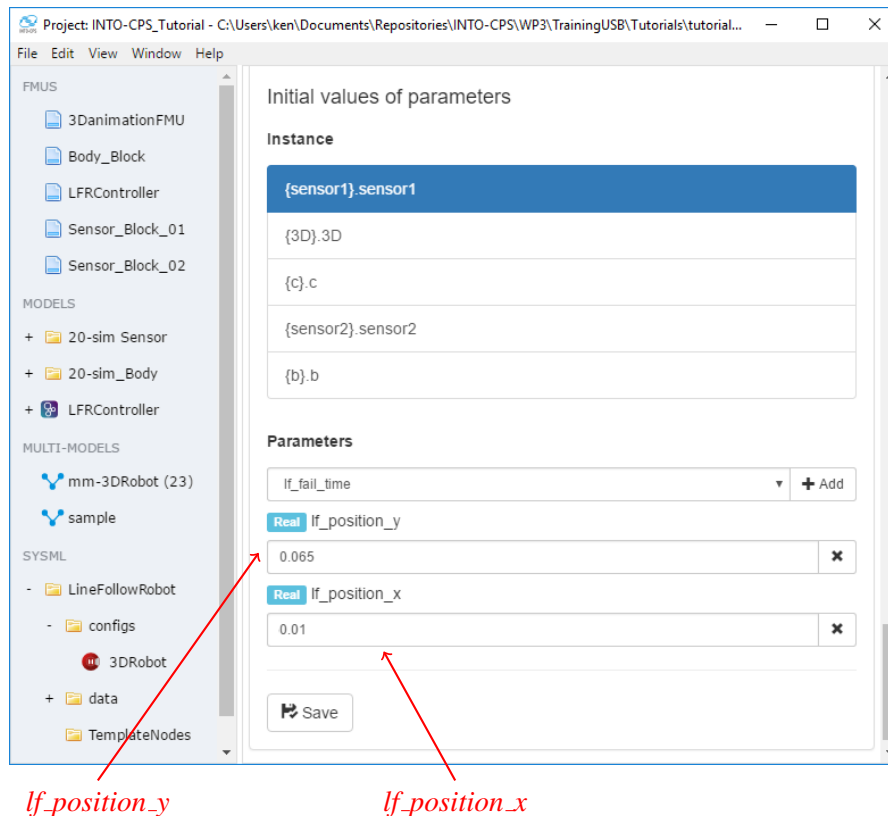 Project: INTO-CPS_Tutorial - C:\Users\ken\Documents\Repositories\INTO-CPS\WP3\TrainingUSB\Tutorials\tutorial...
File Edit View Window Help
FMUS
3DanimationFMU
Body_Block
LFRController
Sensor_Block_01
Sensor_Block_02
MODELS
+ 20-sim Sensor
+ 20-sim_Body
+ LFRController
MULTI-MODELS
mm-3DRobot (23)
sample
SYSML
- LineFollowRobot
- configs
3DRobot
+ data
TemplateNodes
Initial values of parameters
Instance
{sensor1}.sensor1
{3D}.3D
{c}.c
{sensor2}.sensor2
{b}.b
Parameters
lf_fail_time
+ Add
Real lf_position_y
0.065
Real lf_position_x
0.01
Save
lf_position_y
lf_position_x